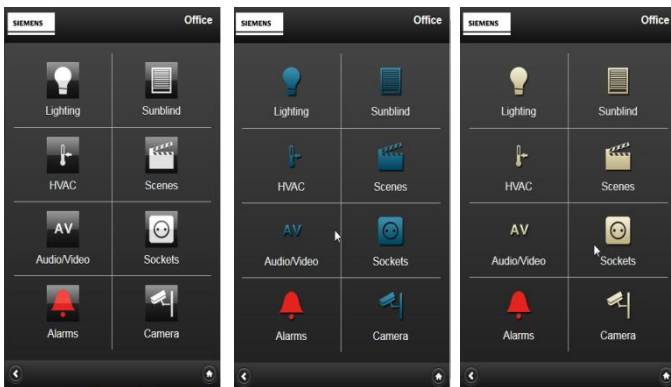 SIEMENS Office
Lighting Sunblind
HVAC Scenes
AV
Audio/Video Sockets
Alarms Camera
SIEMENS Office
Lighting Sunblind
HVAC Scenes
AV
Audio/Video Sockets
Alarms Camera
SIEMENS Office
Lighting Sunblind
HVAC Scenes
AV
Audio/Video Sockets
Alarms Camera